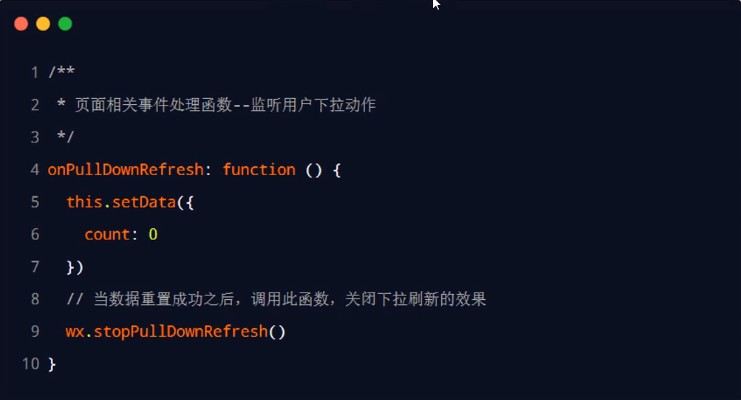 1 /**
2  * 页面相关事件处理函数--监听用户下拉动作
3  */
4 onPullDownRefresh: function () {
5   this.setData({
6     count: 0
7   })
8   // 当数据重置成功之后，调用此函数，关闭下拉刷新的效果
9   wx.stopPullDownRefresh()
10 }